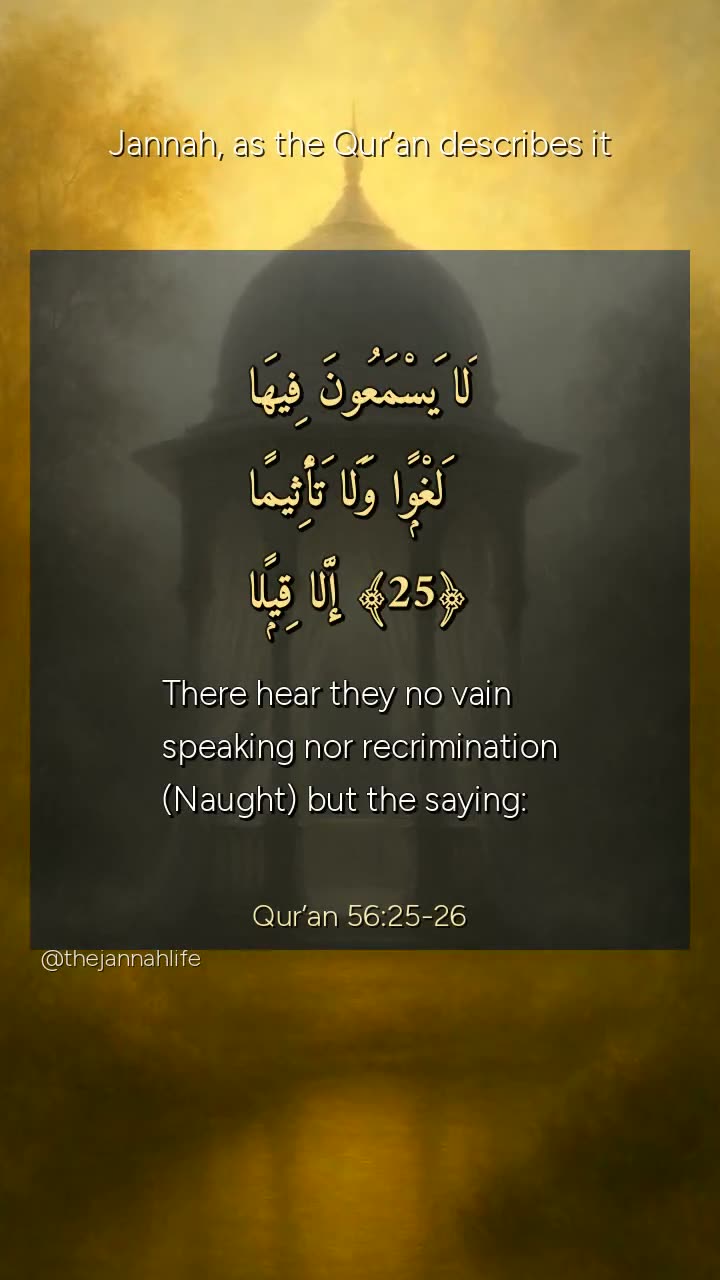 Jannah, as the Qur’an describes it
لَا يَسْمَعُونَ فِيهَا
لَغْوًا وَلَا تَأْثِيمًا
﴿25﴾ إِلَّا قِيلًا
There hear they no vain
speaking nor recrimination
(Naught) but the saying:
Qur’an 56:25-26
@thejannahlife